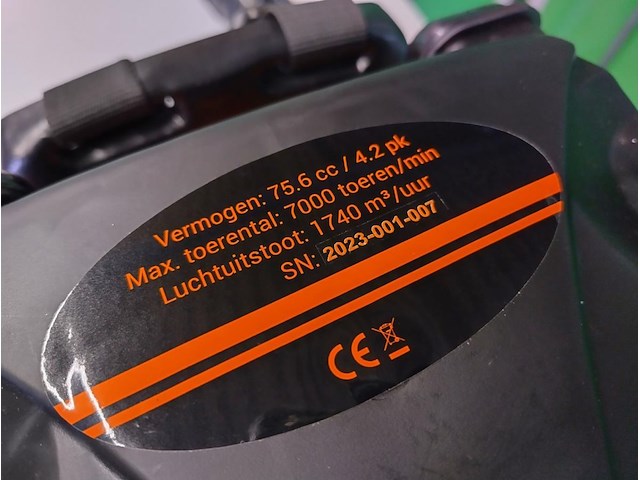 Vermogen: 75.6 cc / 4.2 pk
Max. toerental: 7000 toeren/min
Luchtuitstoot: 1740 m³/uur
SN: 2023-001-007
CE